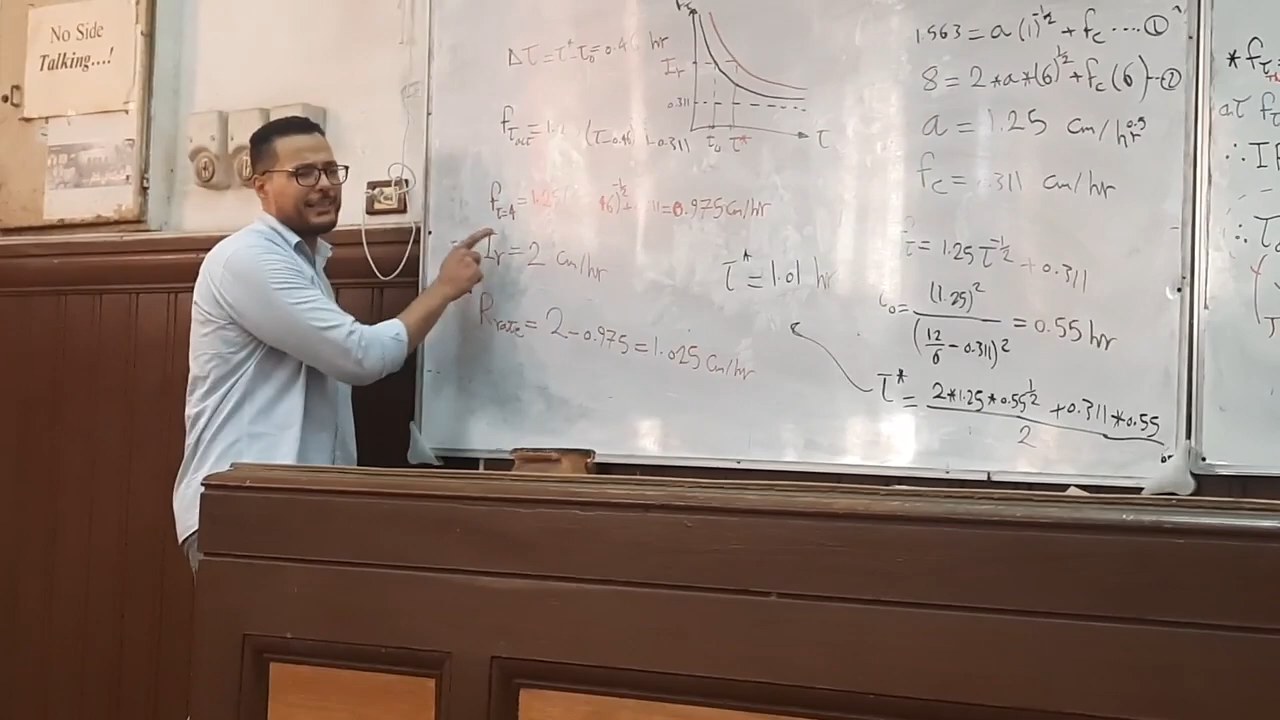 No Side
Talking...!
Δτ = τ* - τ₀ = 0.46 hr
Ir
0.311
τ₀ τ*
τ
(τ-0.46) + 0.311
= 0.975 cm/hr
Ir = 2 cm/hr
Rrate = 2 - 0.975 = 1.025 cm/hr
τ* = 1.01 hr
1.563 = a (1)^-1/2 + fc .... ①
8 = 2*a*(6)^1/2 + fc (6) - ②
a = 1.25 cm/hr^0.5
fc = .311 cm/hr
= 1.25 τ^-1/2 + 0.311
τ₀ = (1.25)² / (12/6 - 0.311)² = 0.55 hr
τ* = 2*1.25*0.55^1/2 + 0.311*0.55 / 2